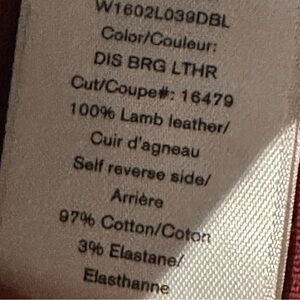 W1602L039DBL
Color/Couleur:
DIS BRG LTHR
Cut/Coupe#: 16479
100% Lamb leather/
Cuir d'agneau
Self reverse side/
Arrière
97% Cotton/Coton
3% Elastane/
Elasthanne